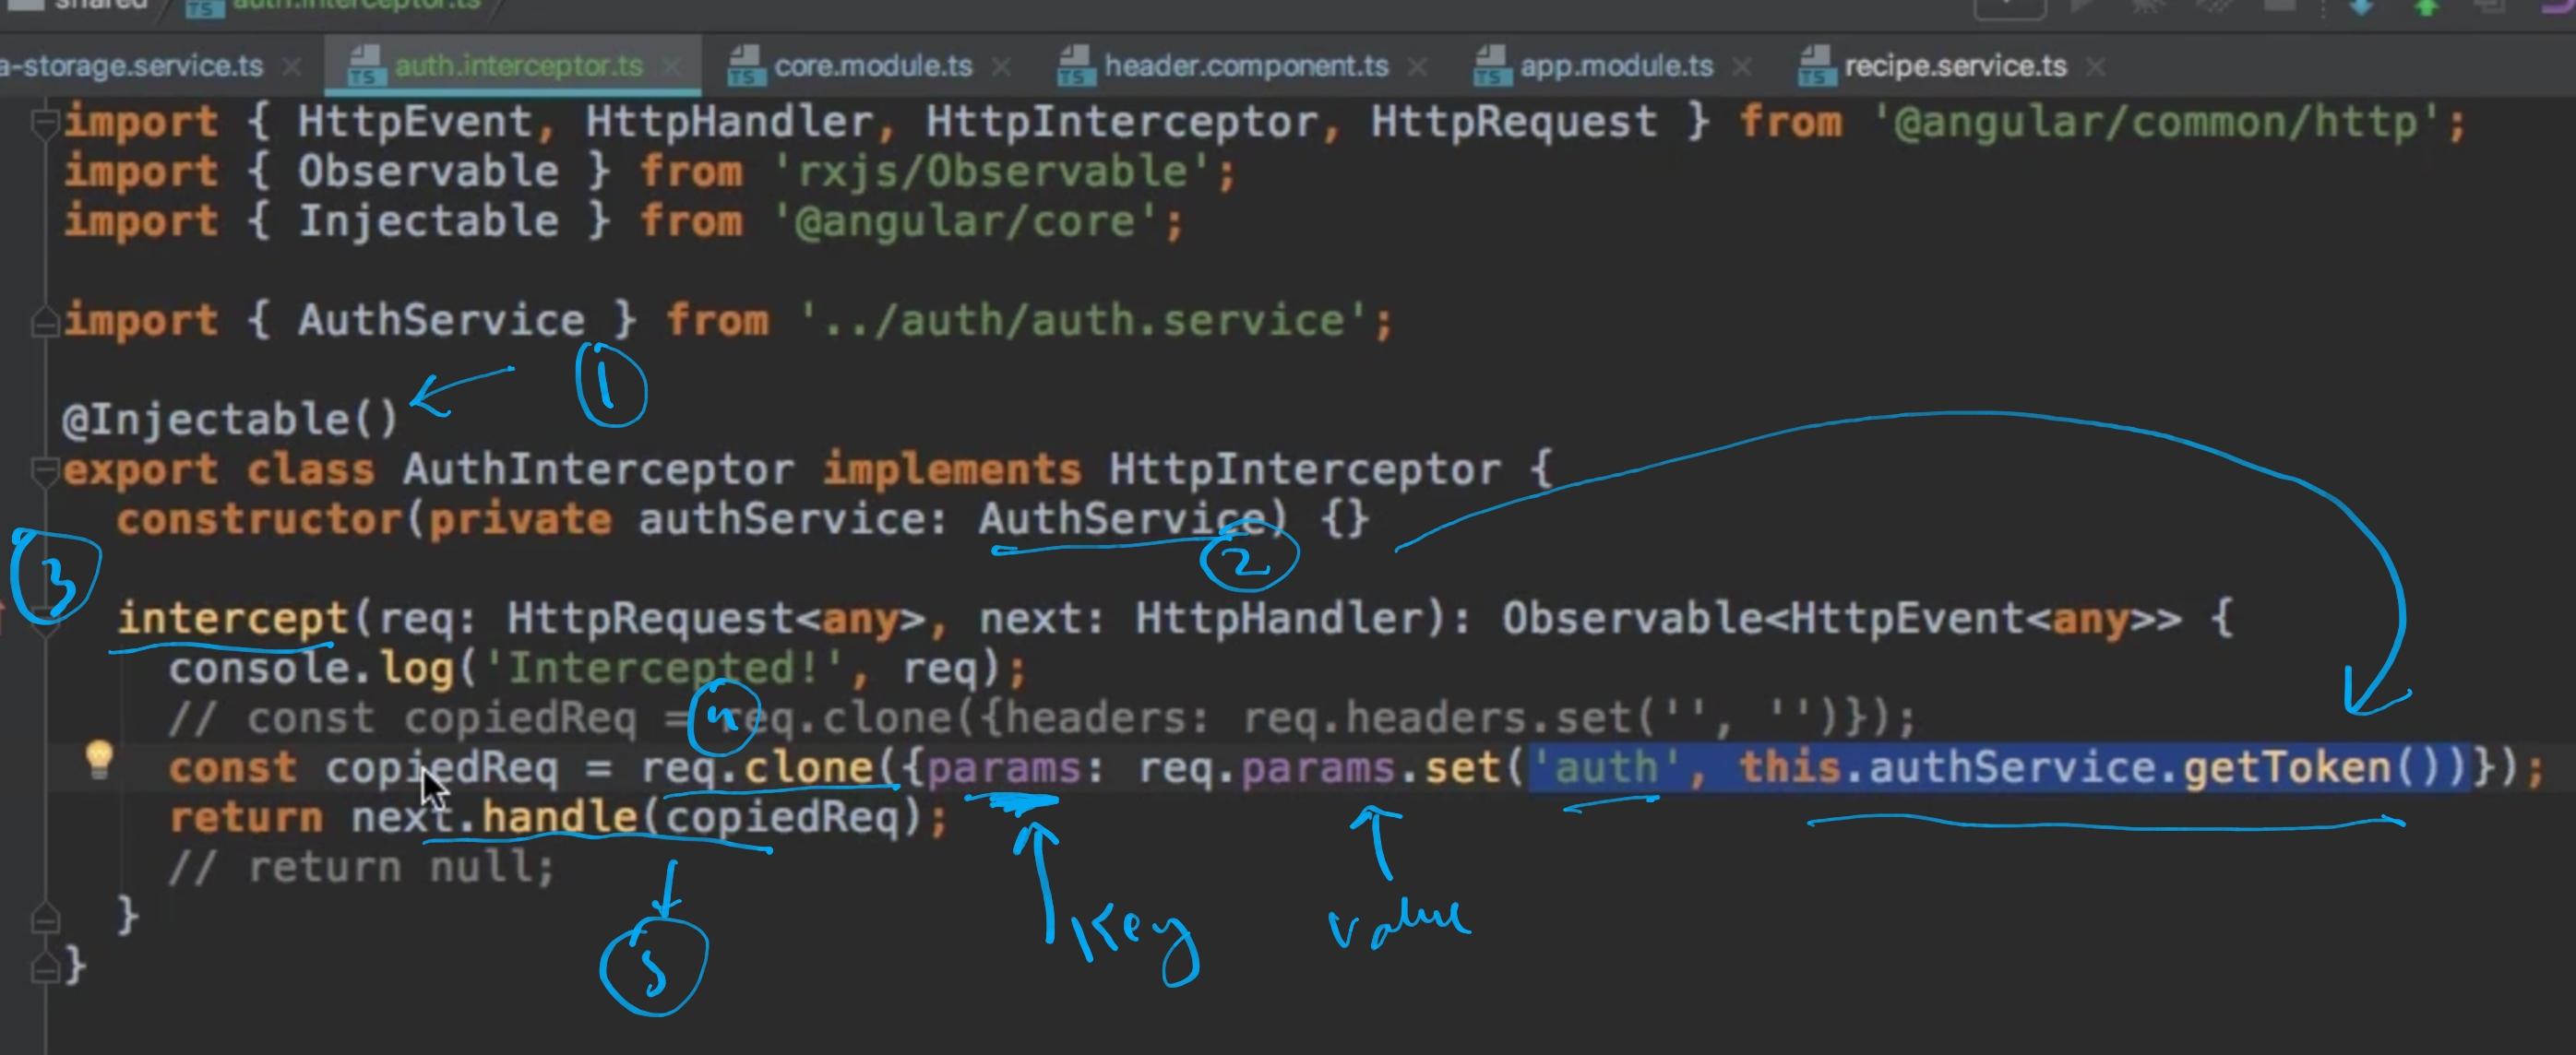 shared auth.interceptor.ts
a-storage.service.ts auth.interceptor.ts core.module.ts header.component.ts app.module.ts recipe.service.ts
import { HttpEvent, HttpHandler, HttpInterceptor, HttpRequest } from '@angular/common/http';
import { Observable } from 'rxjs/Observable';
import { Injectable } from '@angular/core';
import { AuthService } from '../auth/auth.service';
1
@Injectable()
export class AuthInterceptor implements HttpInterceptor {
constructor(private authService: AuthService) {}
2
3
intercept(req: HttpRequest<any>, next: HttpHandler): Observable<HttpEvent<any>> {
console.log('Intercepted!', req);
// const copiedReq = req.clone({headers: req.headers.set('', '')});
const copiedReq = req.clone({params: req.params.set('auth', this.authService.getToken())});
return next.handle(copiedReq);
// return null;
}
Key value
5
}